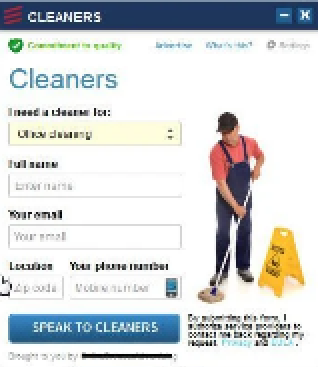 CLEANERS
Commitment to quality
Advertise What's this? Settings
Cleaners
I need a cleaner for:
Office cleaning
Full name
Enter name
Your email
Your email
Location Your phone number
Zip code Mobile number
SPEAK TO CLEANERS
By submitting this form, I
authorize service providers to
contact me back regarding my
request. Privacy and
Brought to you by